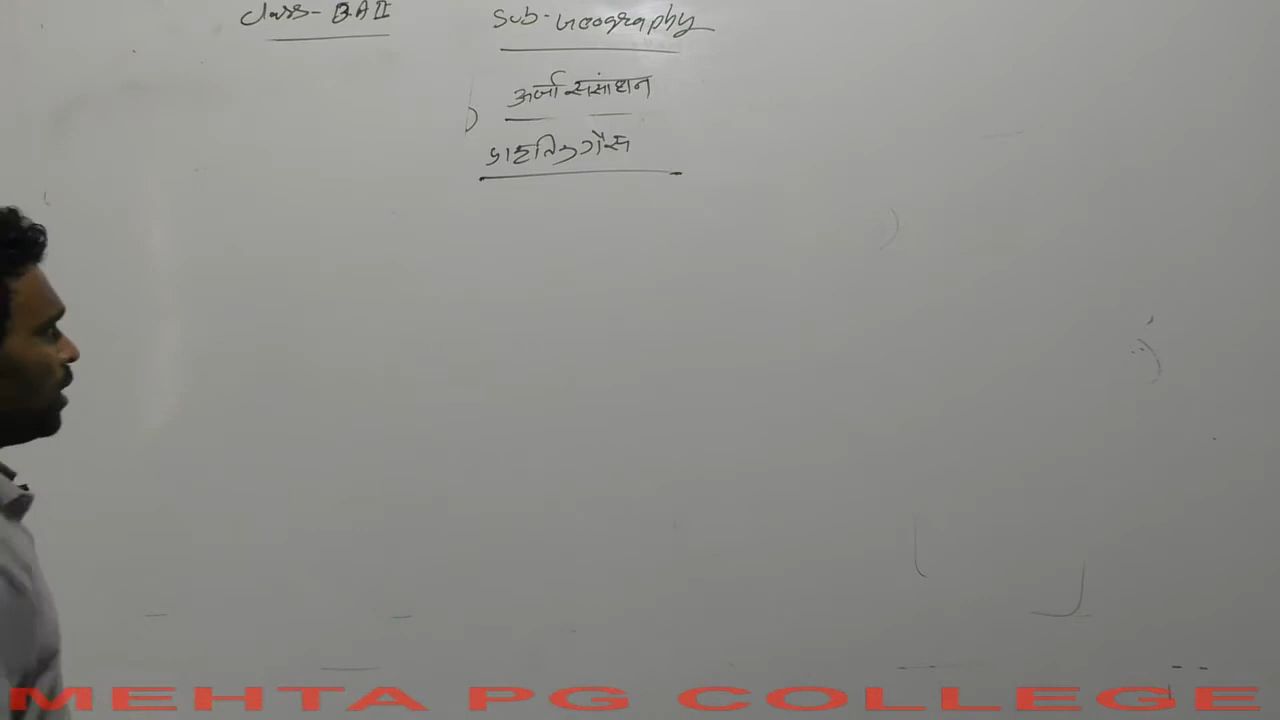 Class- B.A II Sub- Geography
ऊर्जा संसाधन
प्राकृतिक गैस
MEHTA PG COLLEGE